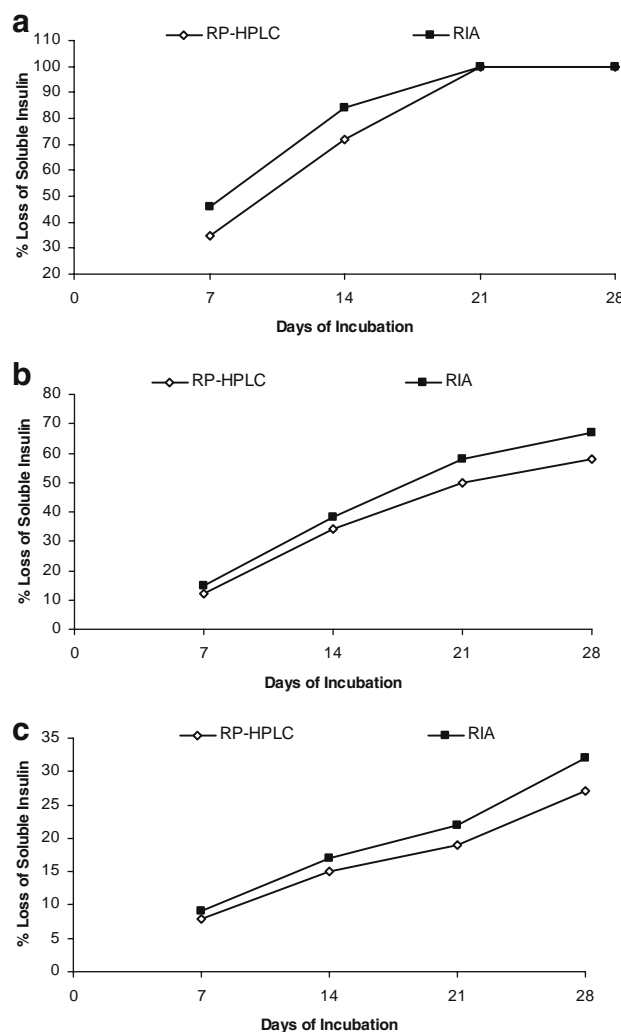 a
RP-HPLC RIA
% Loss of Soluble Insulin
110
100
90
80
70
60
50
40
30
20
0 7 14 21 28
Days of Incubation
b
RP-HPLC RIA
% Loss of Soluble Insulin
80
70
60
50
40
30
20
10
0
0 7 14 21 28
Days of Incubation
c
RP-HPLC RIA
% Loss of Soluble Insulin
35
30
25
20
15
10
5
0
0 7 14 21 28
Days of Incubation